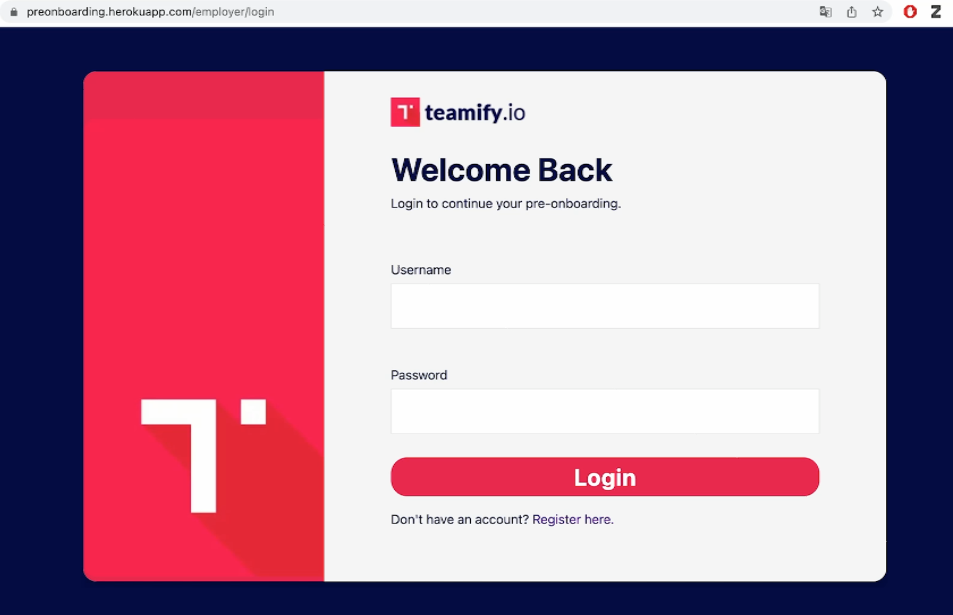 preonboarding.herokuapp.com/employer/login
teamify.io
Welcome Back
Login to continue your pre-onboarding.
Username
Password
Login
Don't have an account? Register here.